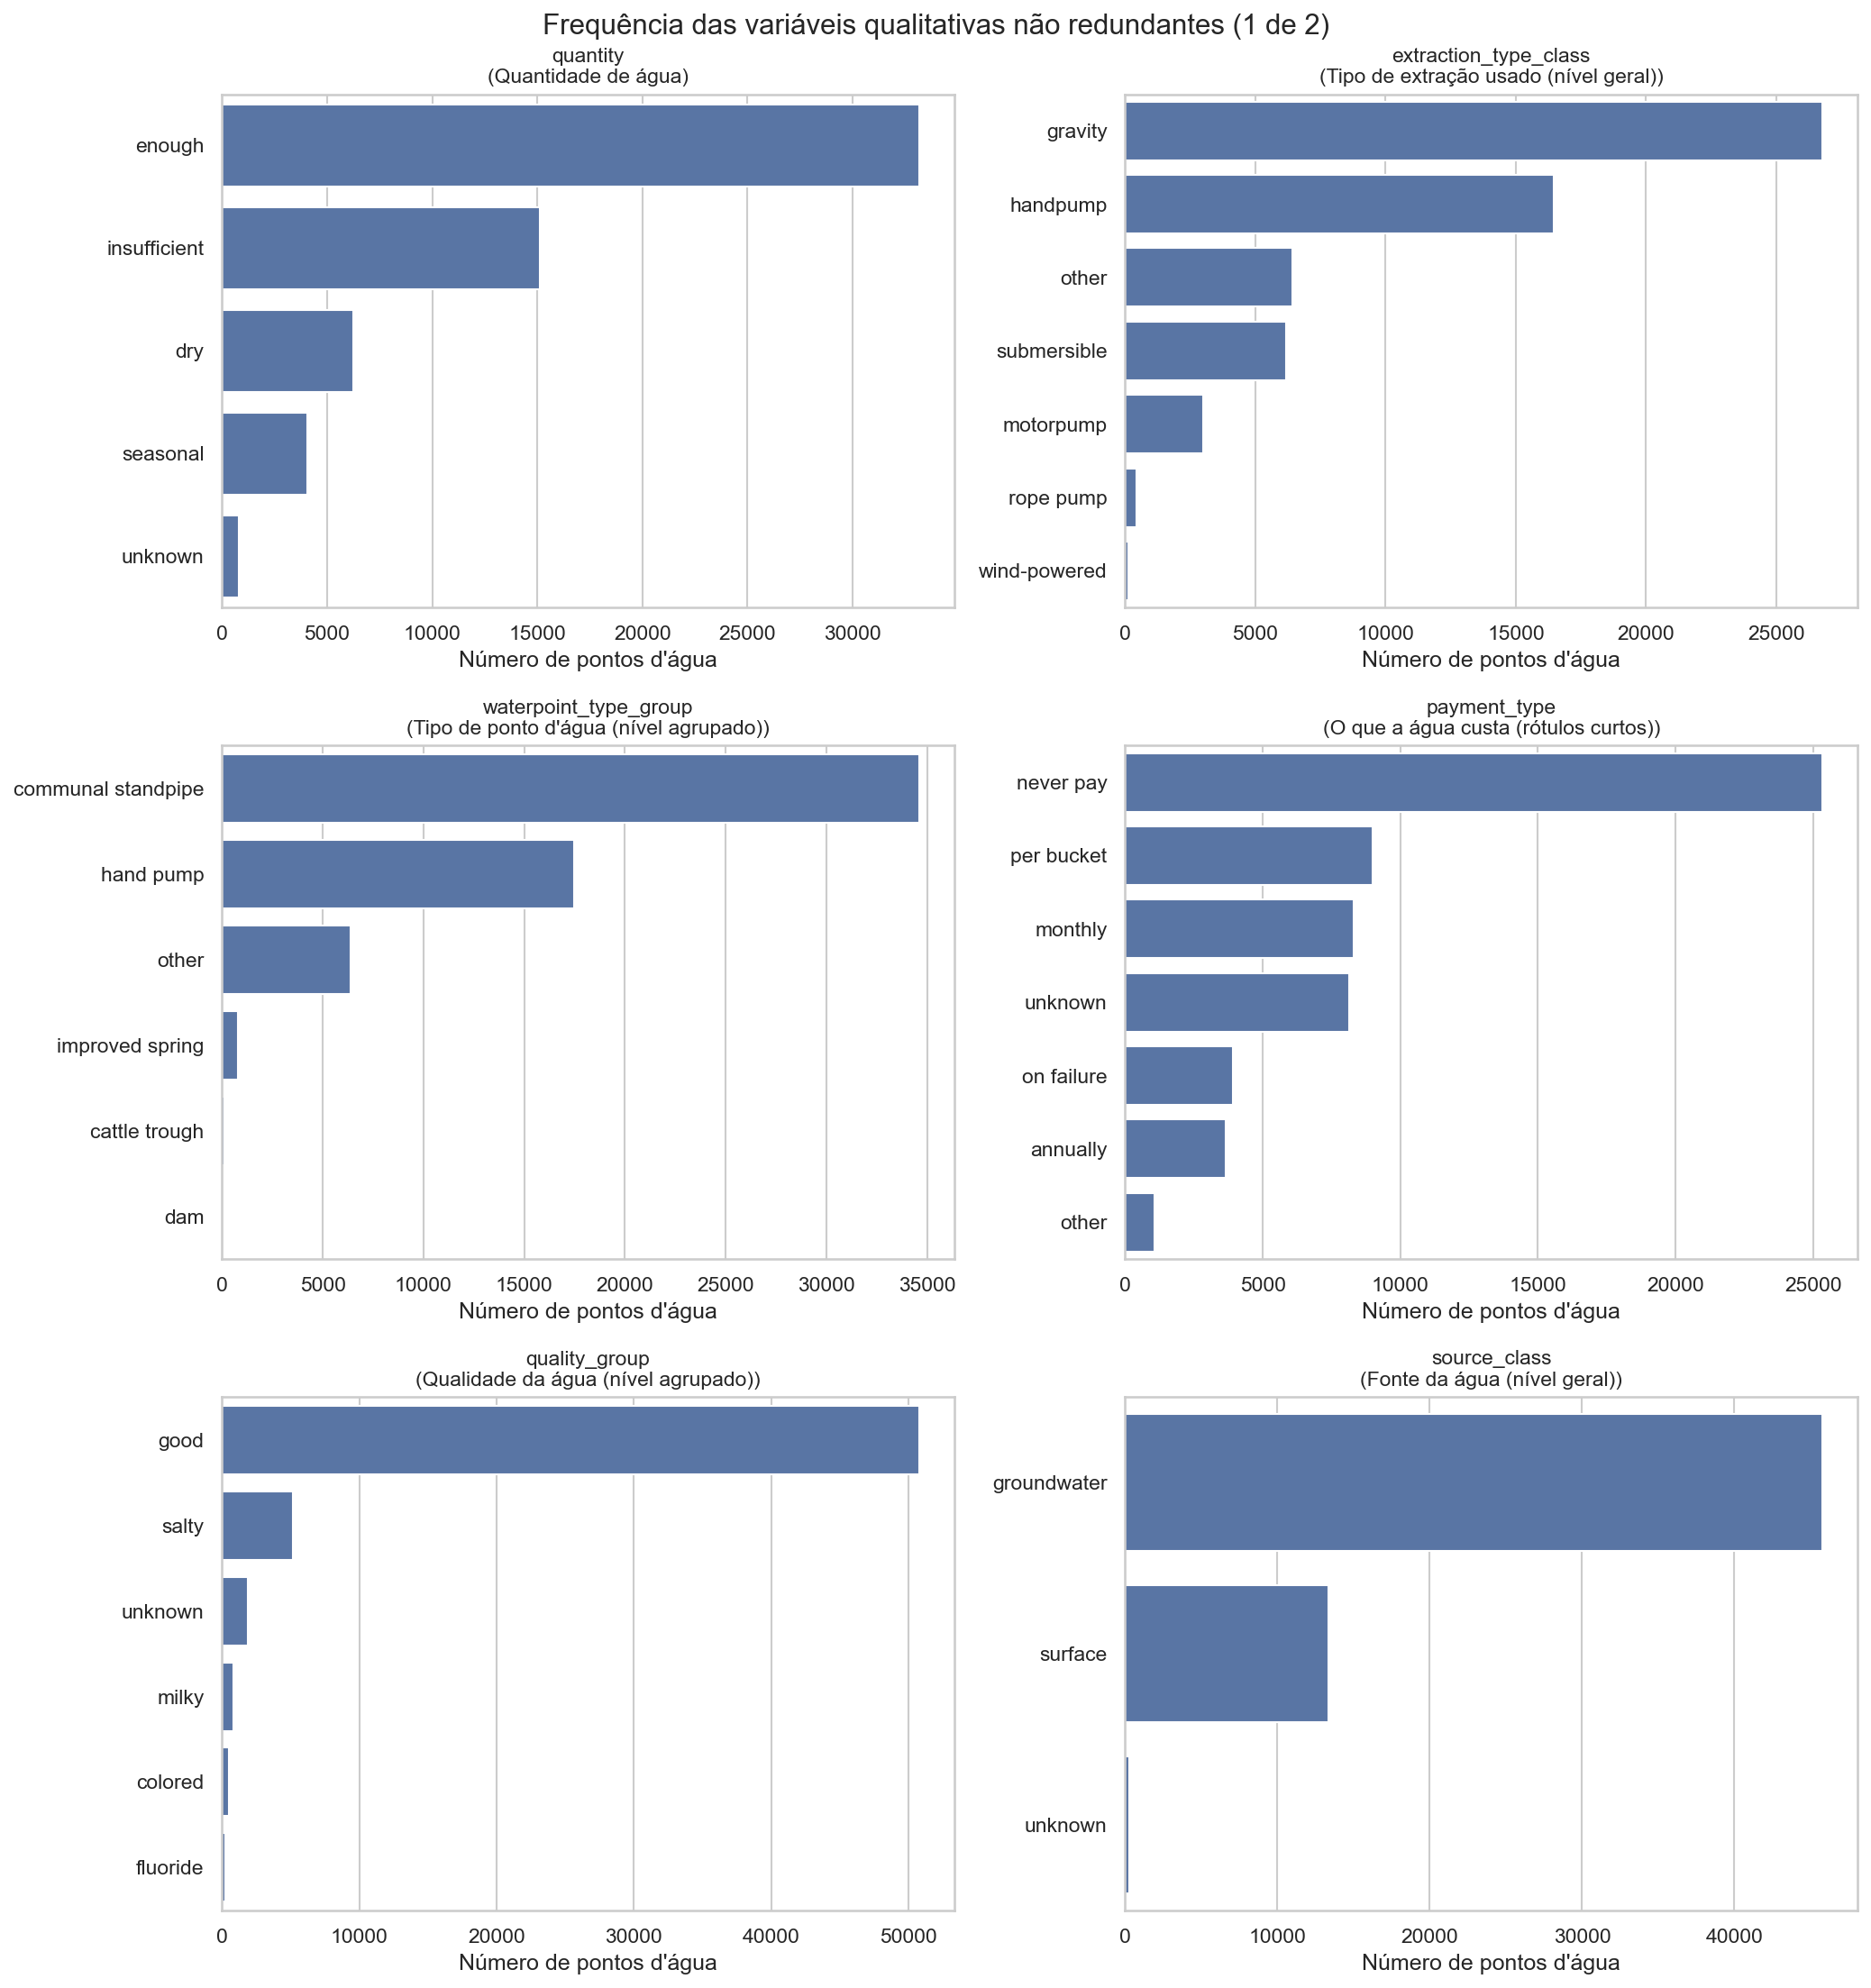 Frequência das variáveis qualitativas não redundantes (1 de 2)
quantity
(Quantidade de água)
enough
insufficient
dry
seasonal
unknown
0 5000 10000 15000 20000 25000 30000
Número de pontos d'água
extraction_type_class
(Tipo de extração usado (nível geral))
gravity
handpump
other
submersible
motorpump
rope pump
wind-powered
0 5000 10000 15000 20000 25000
Número de pontos d'água
waterpoint_type_group
(Tipo de ponto d'água (nível agrupado))
communal standpipe
hand pump
other
improved spring
cattle trough
dam
0 5000 10000 15000 20000 25000 30000 35000
Número de pontos d'água
payment_type
(O que a água custa (rótulos curtos))
never pay
per bucket
monthly
unknown
on failure
annually
other
0 5000 10000 15000 20000 25000
Número de pontos d'água
quality_group
(Qualidade da água (nível agrupado))
good
salty
unknown
milky
colored
fluoride
0 10000 20000 30000 40000 50000
Número de pontos d'água
source_class
(Fonte da água (nível geral))
groundwater
surface
unknown
0 10000 20000 30000 40000
Número de pontos d'água